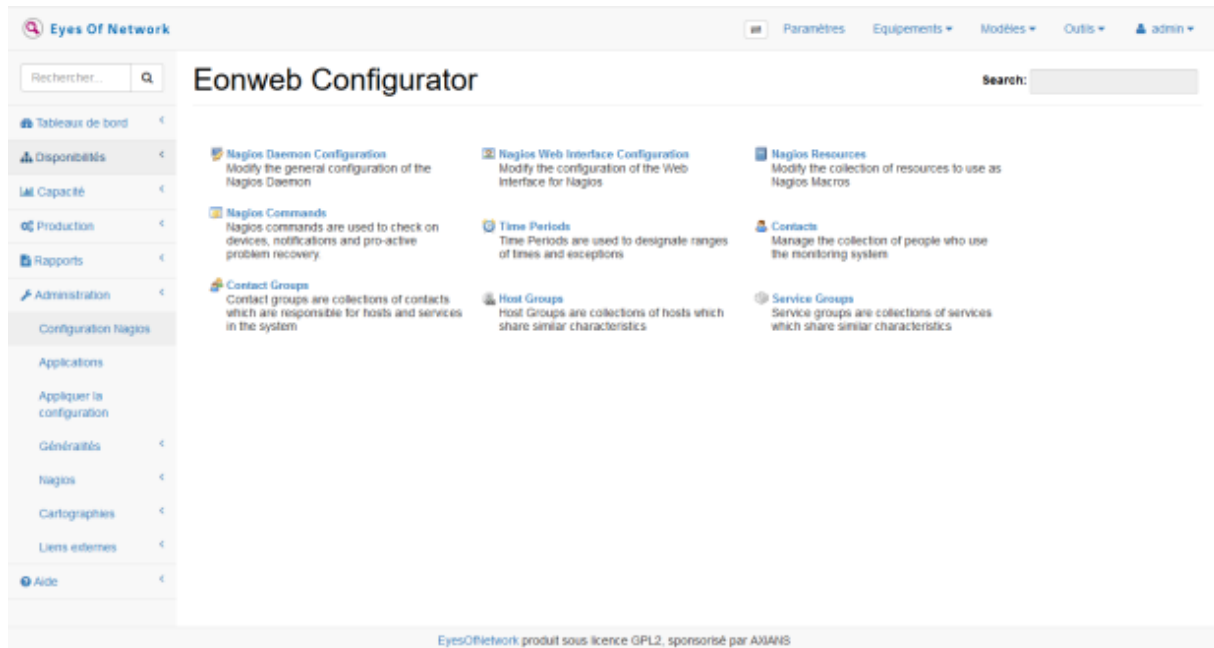 Eyes Of Network
Paramètres
Equipements
Modèles
Outils
admin
Rechercher...
Eonweb Configurator
Search:
Tableaux de bord
Disponibilités
Capacité
Production
Rapports
Administration
Configuration Nagios
Applications
Appliquer la
configuration
Généralités
Nagios
Cartographies
Liens externes
Aide
Nagios Daemon Configuration
Modify the general configuration of the
Nagios Daemon
Nagios Web Interface Configuration
Modify the configuration of the Web
Interface for Nagios
Nagios Resources
Modify the collection of resources to use as
Nagios Macros
Nagios Commands
Nagios commands are used to check on
devices, notifications and pro-active
problem recovery.
Time Periods
Time Periods are used to designate ranges
of times and exceptions
Contacts
Manage the collection of people who use
the monitoring system
Contact Groups
Contact groups are collections of contacts
which are responsible for hosts and services
in the system
Host Groups
Host Groups are collections of hosts which
share similar characteristics
Service Groups
Service groups are collections of services
which share similar characteristics
EyesOfNetwork produit sous licence GPL2, sponsorisé par AXIANS